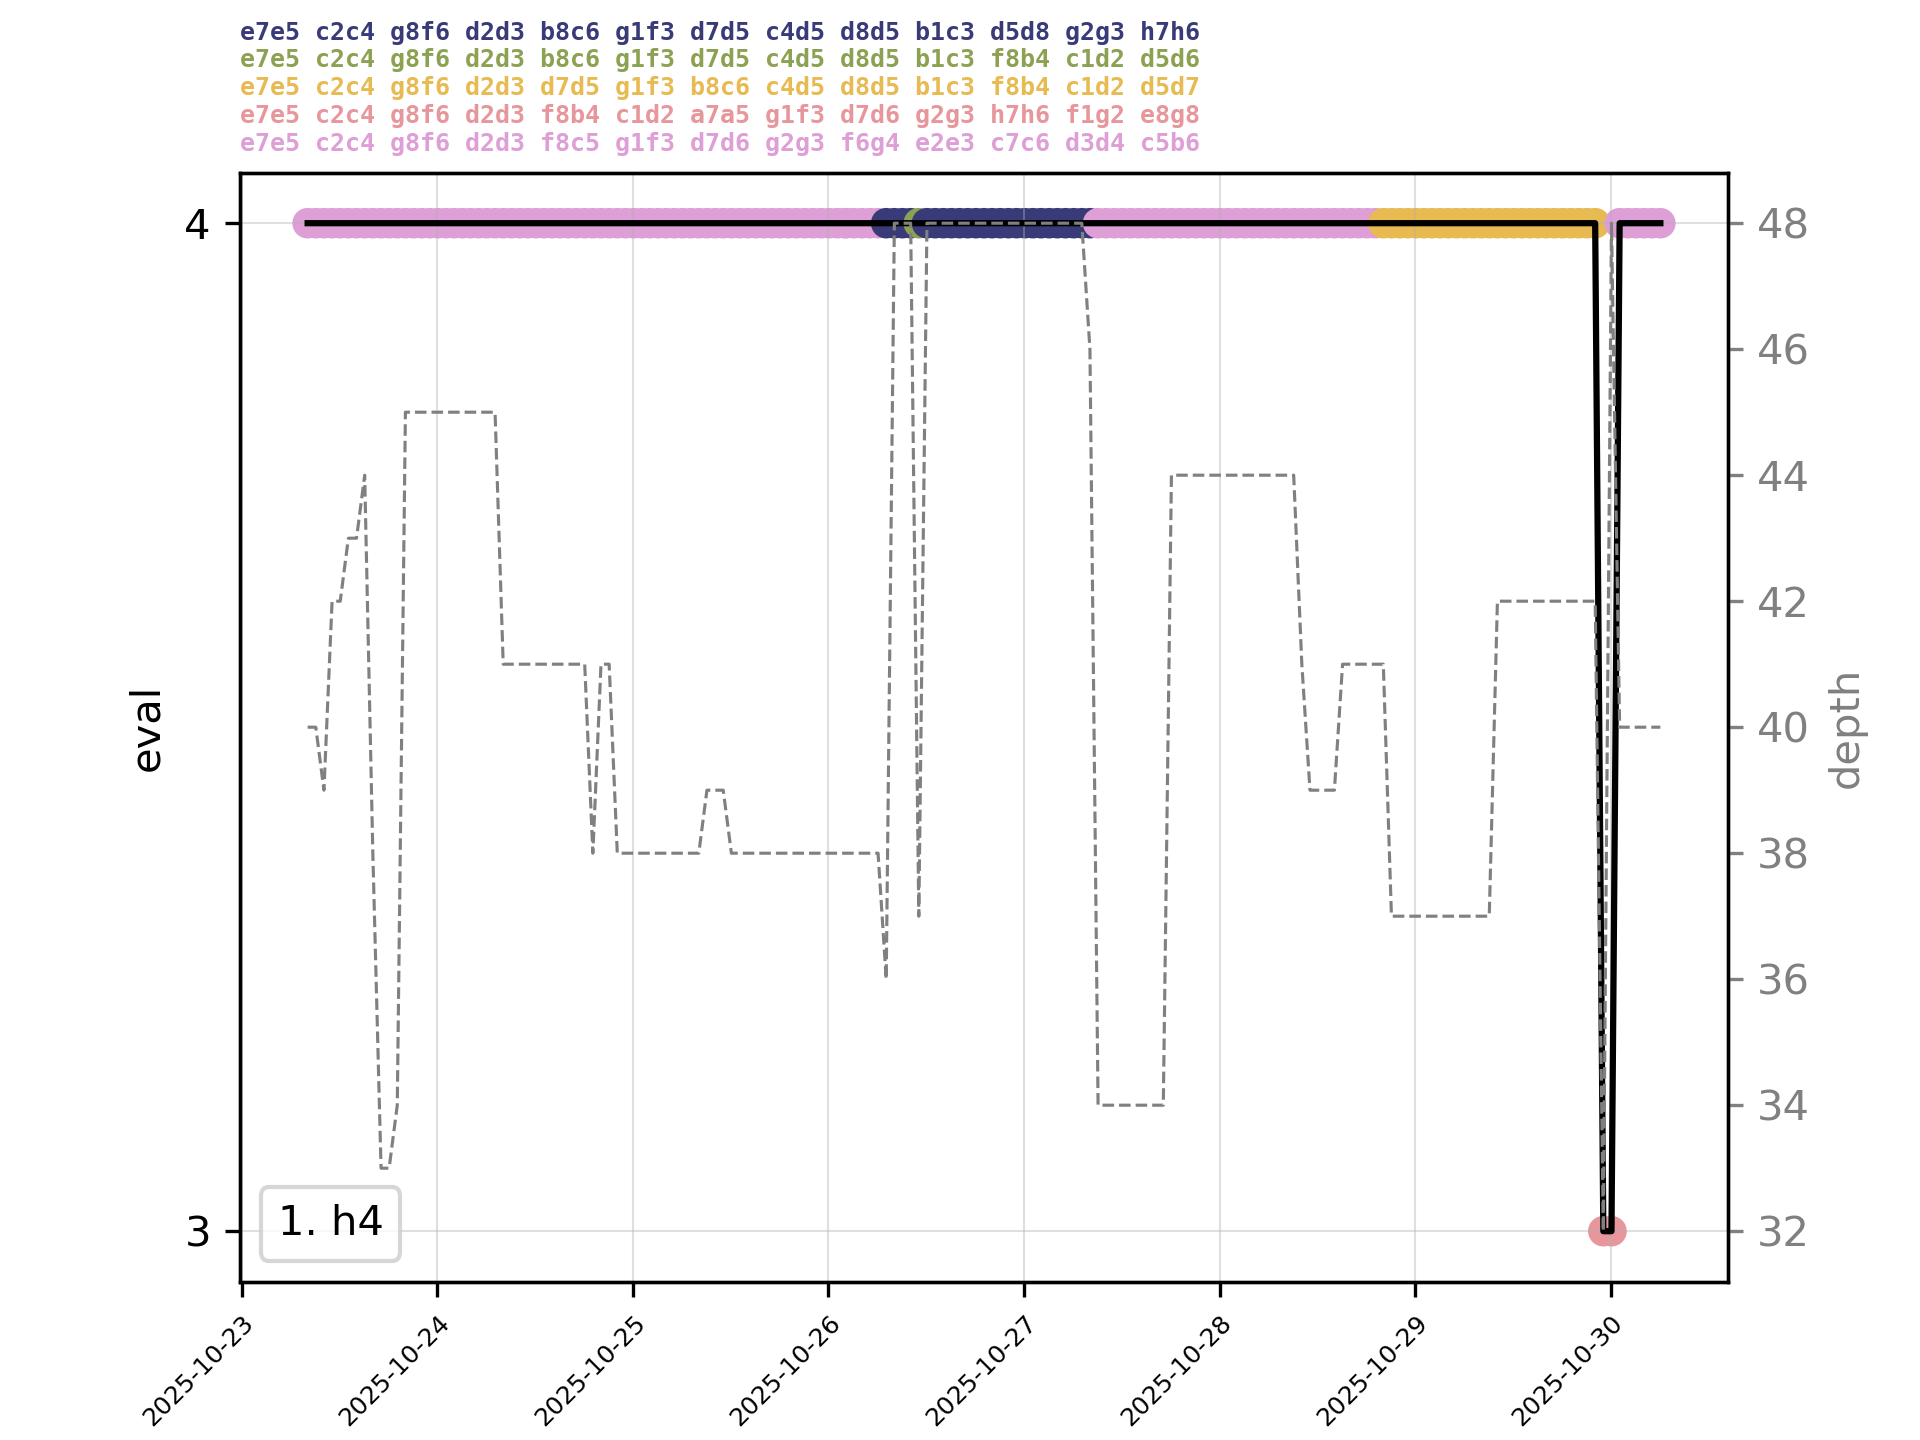 e7e5 c2c4 g8f6 d2d3 b8c6 g1f3 d7d5 c4d5 d8d5 b1c3 d5d8 g2g3 h7h6
e7e5 c2c4 g8f6 d2d3 b8c6 g1f3 d7d5 c4d5 d8d5 b1c3 f8b4 c1d2 d5d6
e7e5 c2c4 g8f6 d2d3 d7d5 g1f3 b8c6 c4d5 d8d5 b1c3 f8b4 c1d2 d5d7
e7e5 c2c4 g8f6 d2d3 f8b4 c1d2 a7a5 g1f3 d7d6 g2g3 h7h6 f1g2 e8g8
e7e5 c2c4 g8f6 d2d3 f8c5 g1f3 d7d6 g2g3 f6g4 e2e3 c7c6 d3d4 c5b6
4
3
eval
48
46
44
42
40
38
36
34
32
depth
1. h4
2025-10-23
2025-10-24
2025-10-25
2025-10-26
2025-10-27
2025-10-28
2025-10-29
2025-10-30